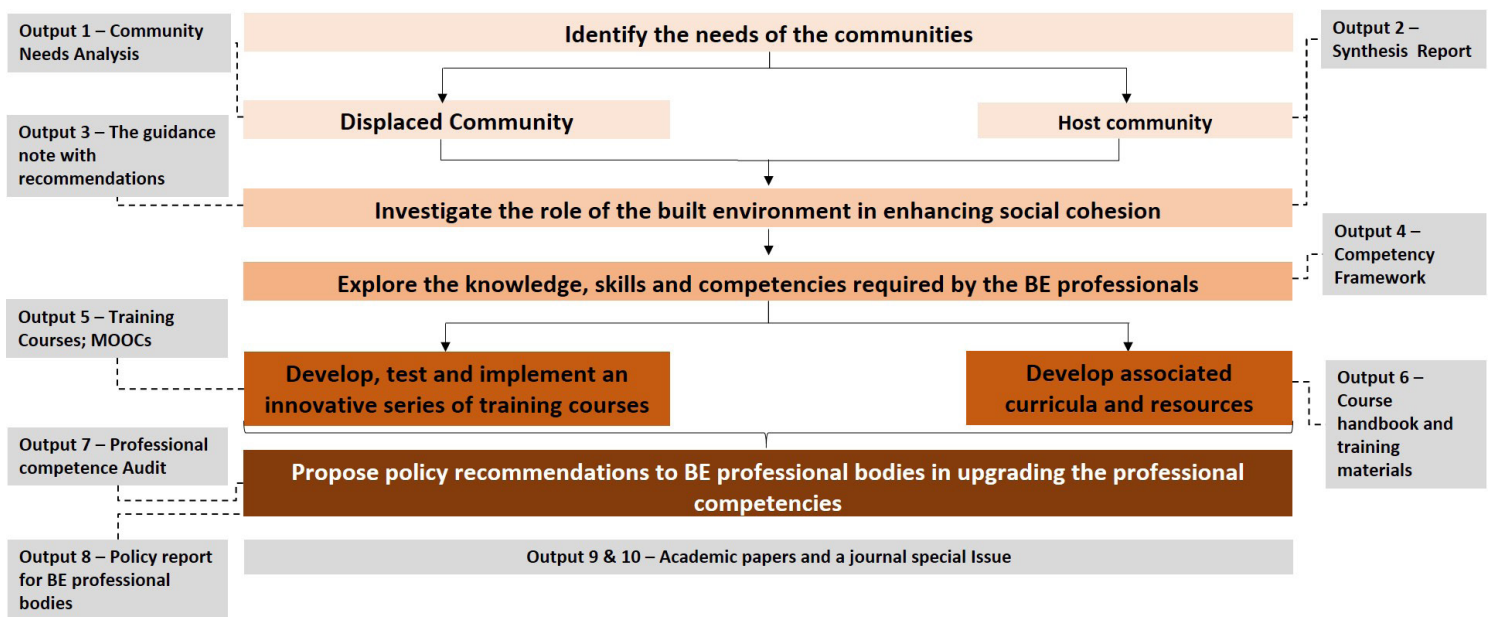 Output 1 – Community
Needs Analysis
Identify the needs of the communities
Output 2 –
Synthesis Report
Displaced Community
Host community
Output 3 – The guidance
note with
recommendations
Investigate the role of the built environment in enhancing social cohesion
Output 4 –
Competency
Framework
Explore the knowledge, skills and competencies required by the BE professionals
Output 5 – Training
Courses; MOOCs
Develop, test and implement an
innovative series of training courses
Develop associated
curricula and resources
Output 6 –
Course
handbook and
training
materials
Output 7 – Professional
competence Audit
Propose policy recommendations to BE professional bodies in upgrading the professional
competencies
Output 8 – Policy report
for BE professional
bodies
Output 9 & 10 – Academic papers and a journal special Issue